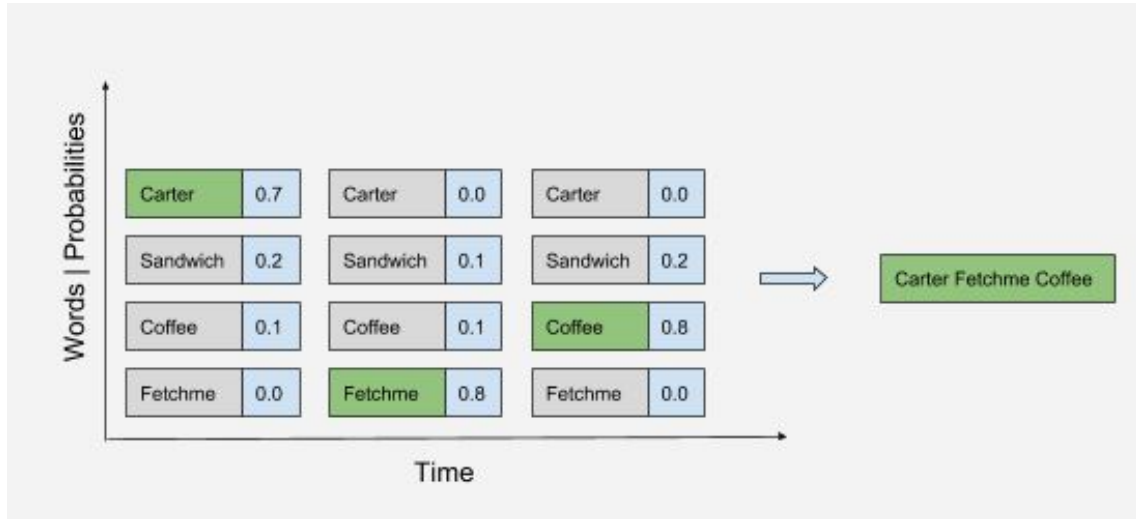 Words | Probabilities
Carter 0.7 Carter 0.0 Carter 0.0
Sandwich 0.2 Sandwich 0.1 Sandwich 0.2
Coffee 0.1 Coffee 0.1 Coffee 0.8
Fetchme 0.0 Fetchme 0.8 Fetchme 0.0
Time
Carter Fetchme Coffee